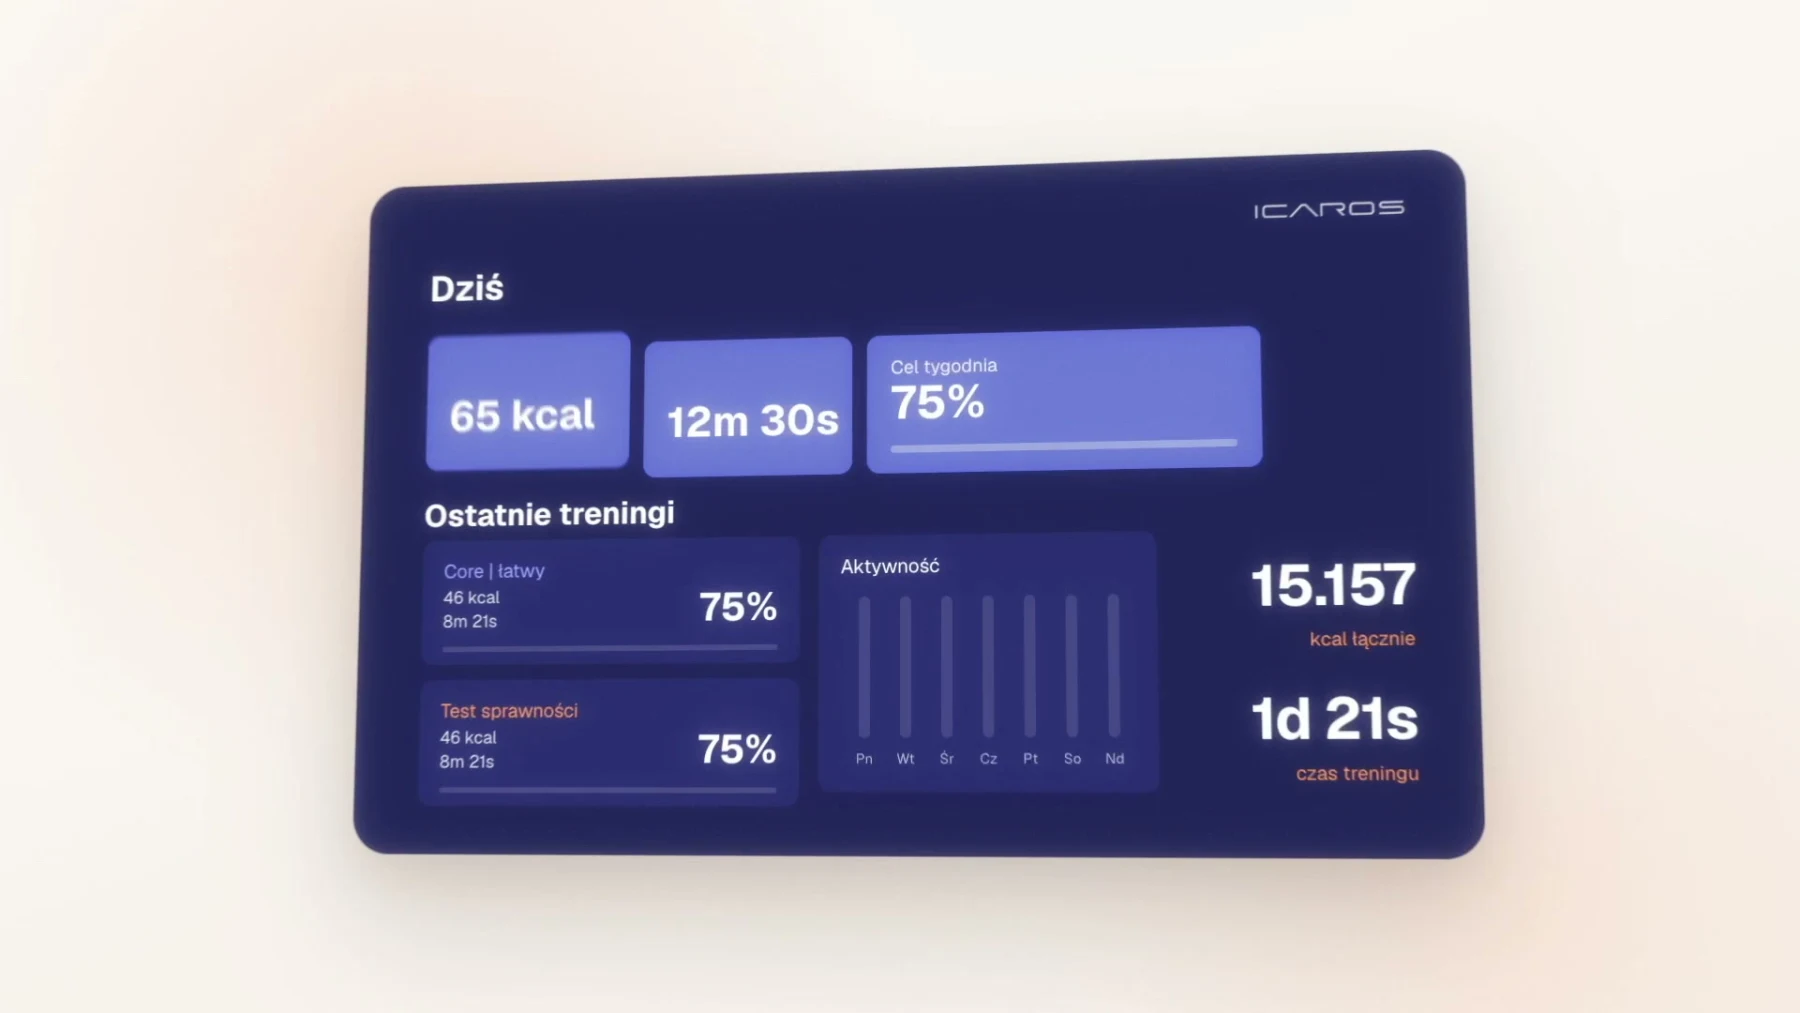 ICAROS
Dziś
65 kcal
12m 30s
Cel tygodnia
75%
Ostatnie treningi
Core | łatwy
46 kcal
8m 21s
75%
Test sprawności
46 kcal
8m 21s
75%
Aktywność
Pn Wt Śr Cz Pt So Nd
15.157
kcal łącznie
1d 21s
czas treningu